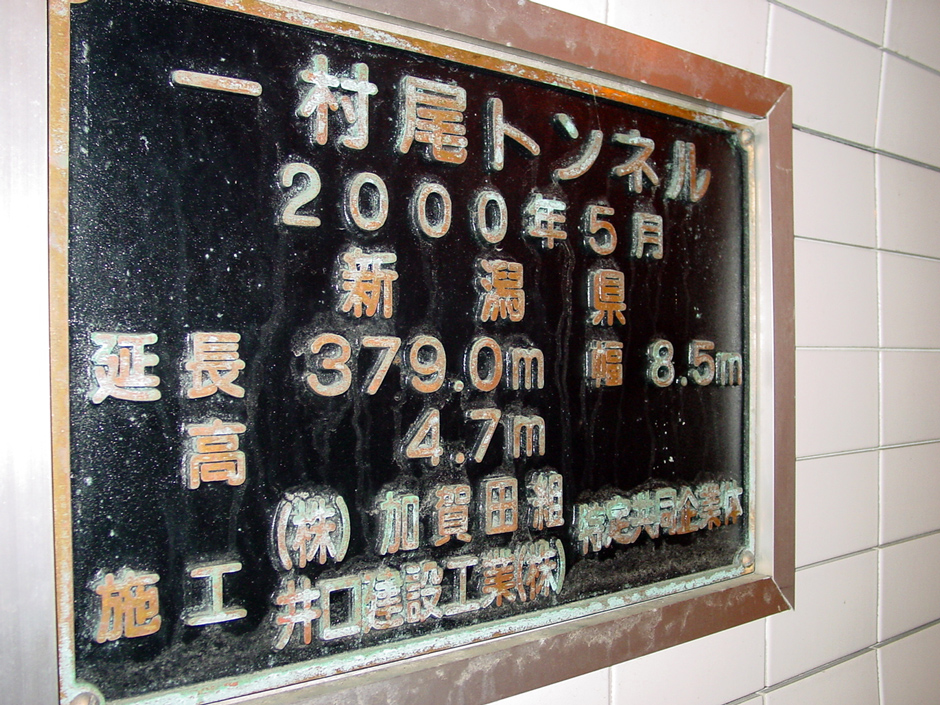 一村尾トンネル
2000年5月
新潟県
延長 379.0m 幅 8.5m
高 4.7m
施工 (株)加賀田組
井口建設工業(株)
特定共同企業体